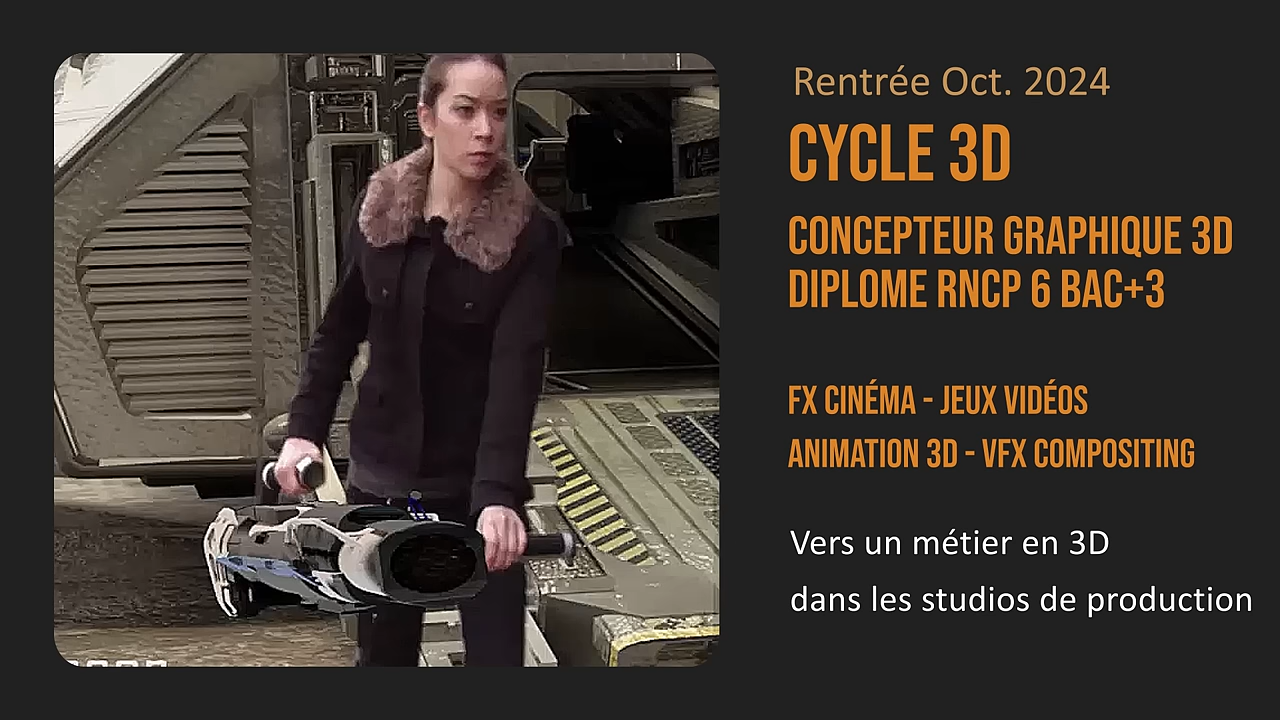 Rentrée Oct. 2024
CYCLE 3D
CONCEPTEUR GRAPHIQUE 3D
DIPLOME RNCP 6 BAC+3
FX CINÉMA - JEUX VIDÉOS
ANIMATION 3D - VFX COMPOSITING
Vers un métier en 3D
dans les studios de production